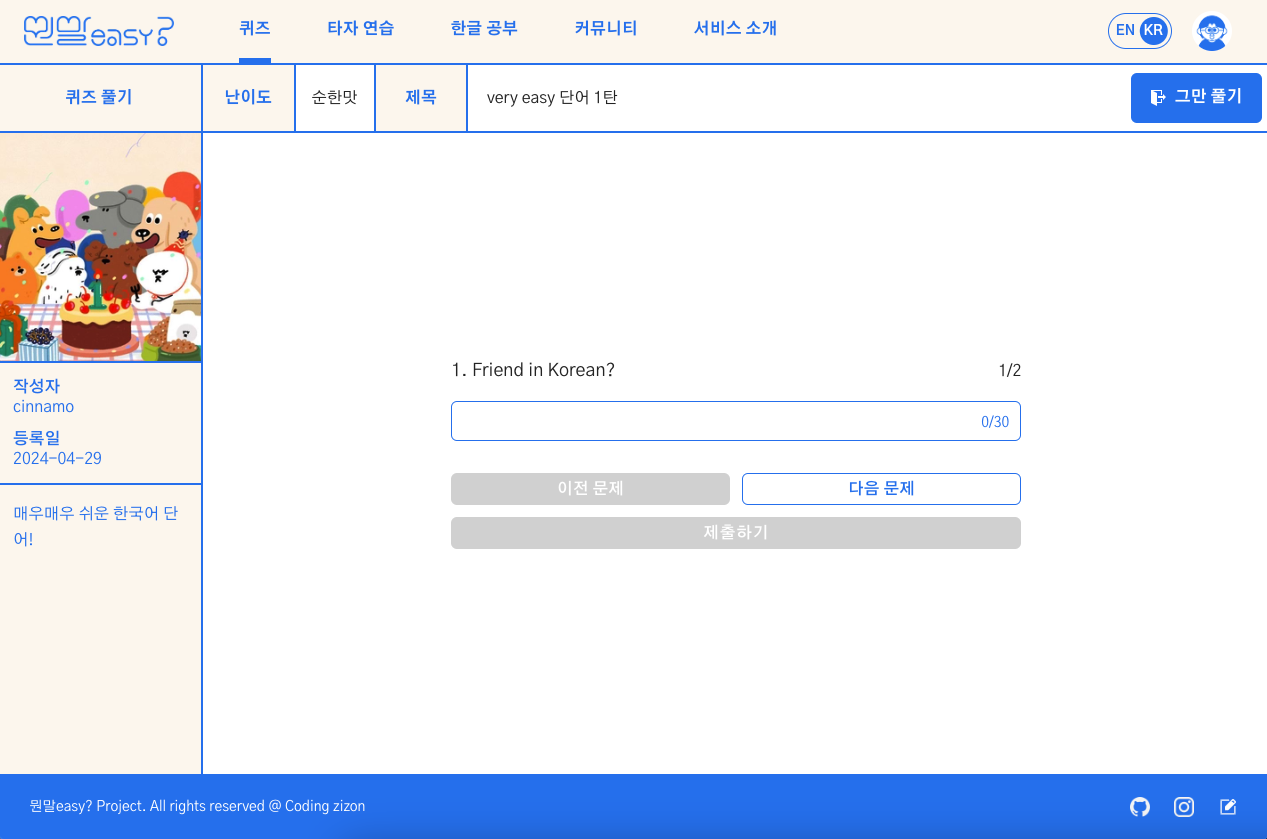 뭔말easy?
퀴즈
타자 연습
한글 공부
커뮤니티
서비스 소개
EN KR
퀴즈 풀기
난이도
순한맛
제목
very easy 단어 1탄
그만 풀기
작성자
cinnamo
등록일
2024-04-29
매우매우 쉬운 한국어 단
어!
1. Friend in Korean?
1/2
0/30
이전 문제
다음 문제
제출하기
뭔말easy? Project. All rights reserved @ Coding zizon